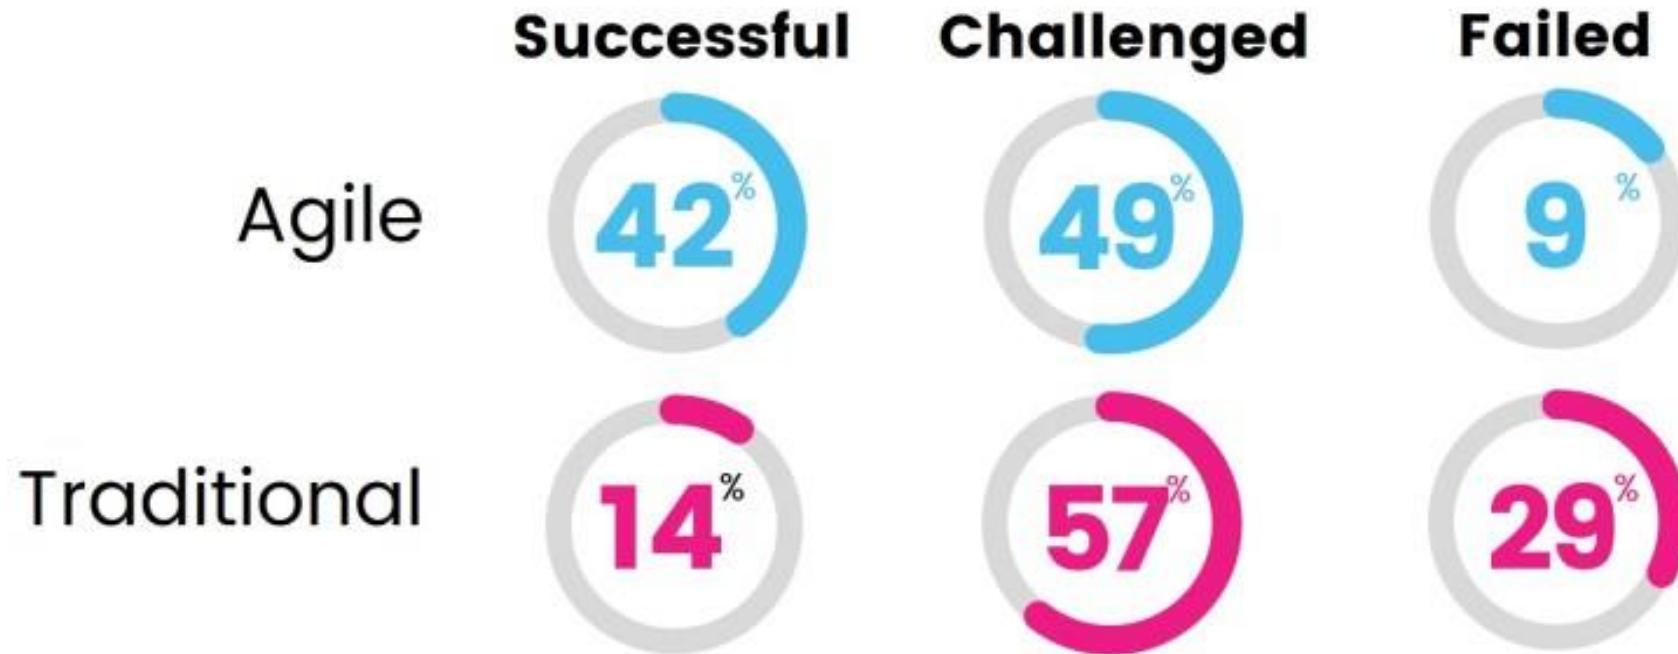 Successful Challenged Failed
Agile 42% 49% 9%
Traditional 14% 57% 29%